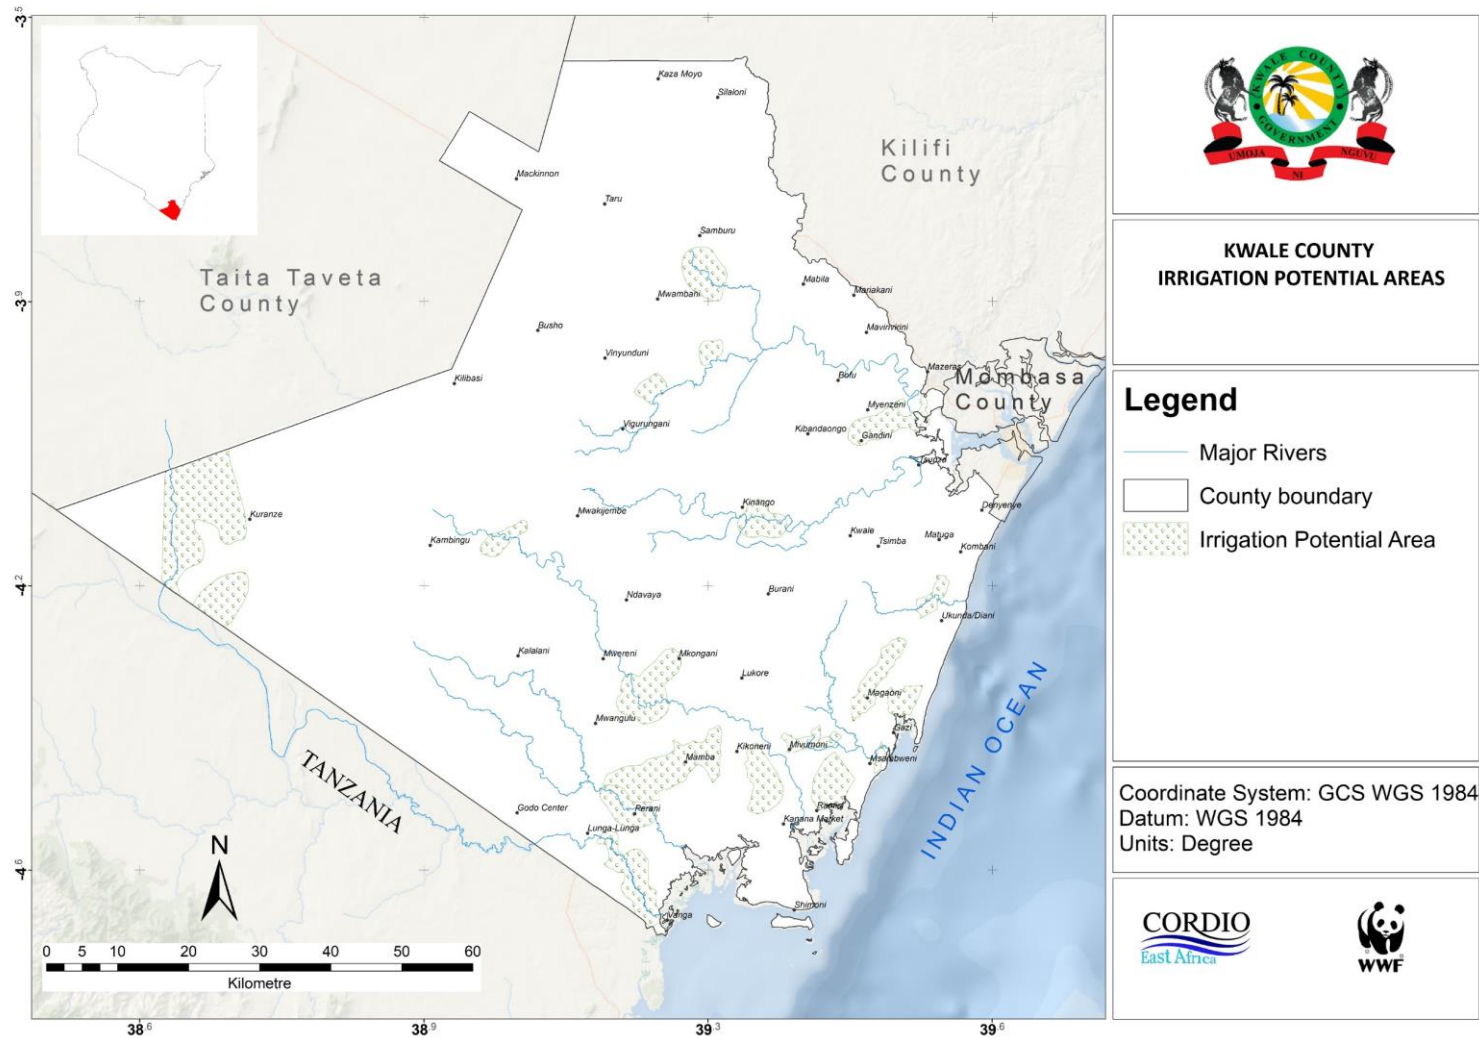 -3.5
-3.9
-4.2
-4.6
38.6
38.9
39.3
39.6
Kaza Moyo
Silaloni
Kilifi
County
Mackinnon
Taru
Samburu
Taita Taveta
County
Mabila
Mariakani
Mwambani
Busho
Mavirivirini
Vinyunduni
Kilibasi
Bofu
Mazeras
Mombasa
County
Myenzeni
Vigurungani
Kibandaongo
Gandini
Tsunza
Kinango
Denyenye
Kuranze
Mwakijembe
Kambingu
Kwale
Tsimba
Matuga
Kombani
Ndavaya
Burani
Ukunda/Diani
Kalalani
Mwereni
Mkongani
Lukore
Magaoni
Mwangulu
Gazi
Kikoneni
Mivumoni
Msambweni
Mamba
TANZANIA
Godo Center
Perani
Ramisi
Lunga-Lunga
Kanana Market
Shimoni
Vanga
INDIAN OCEAN
N
0 5 10 20 30 40 50 60
Kilometre
KWALE COUNTY
GOVERNMENT
UMOJA
NI
NGUVU
KWALE COUNTY
IRRIGATION POTENTIAL AREAS
Legend
Major Rivers
County boundary
Irrigation Potential Area
Coordinate System: GCS WGS 1984
Datum: WGS 1984
Units: Degree
CORDIO
East Africa
WWF